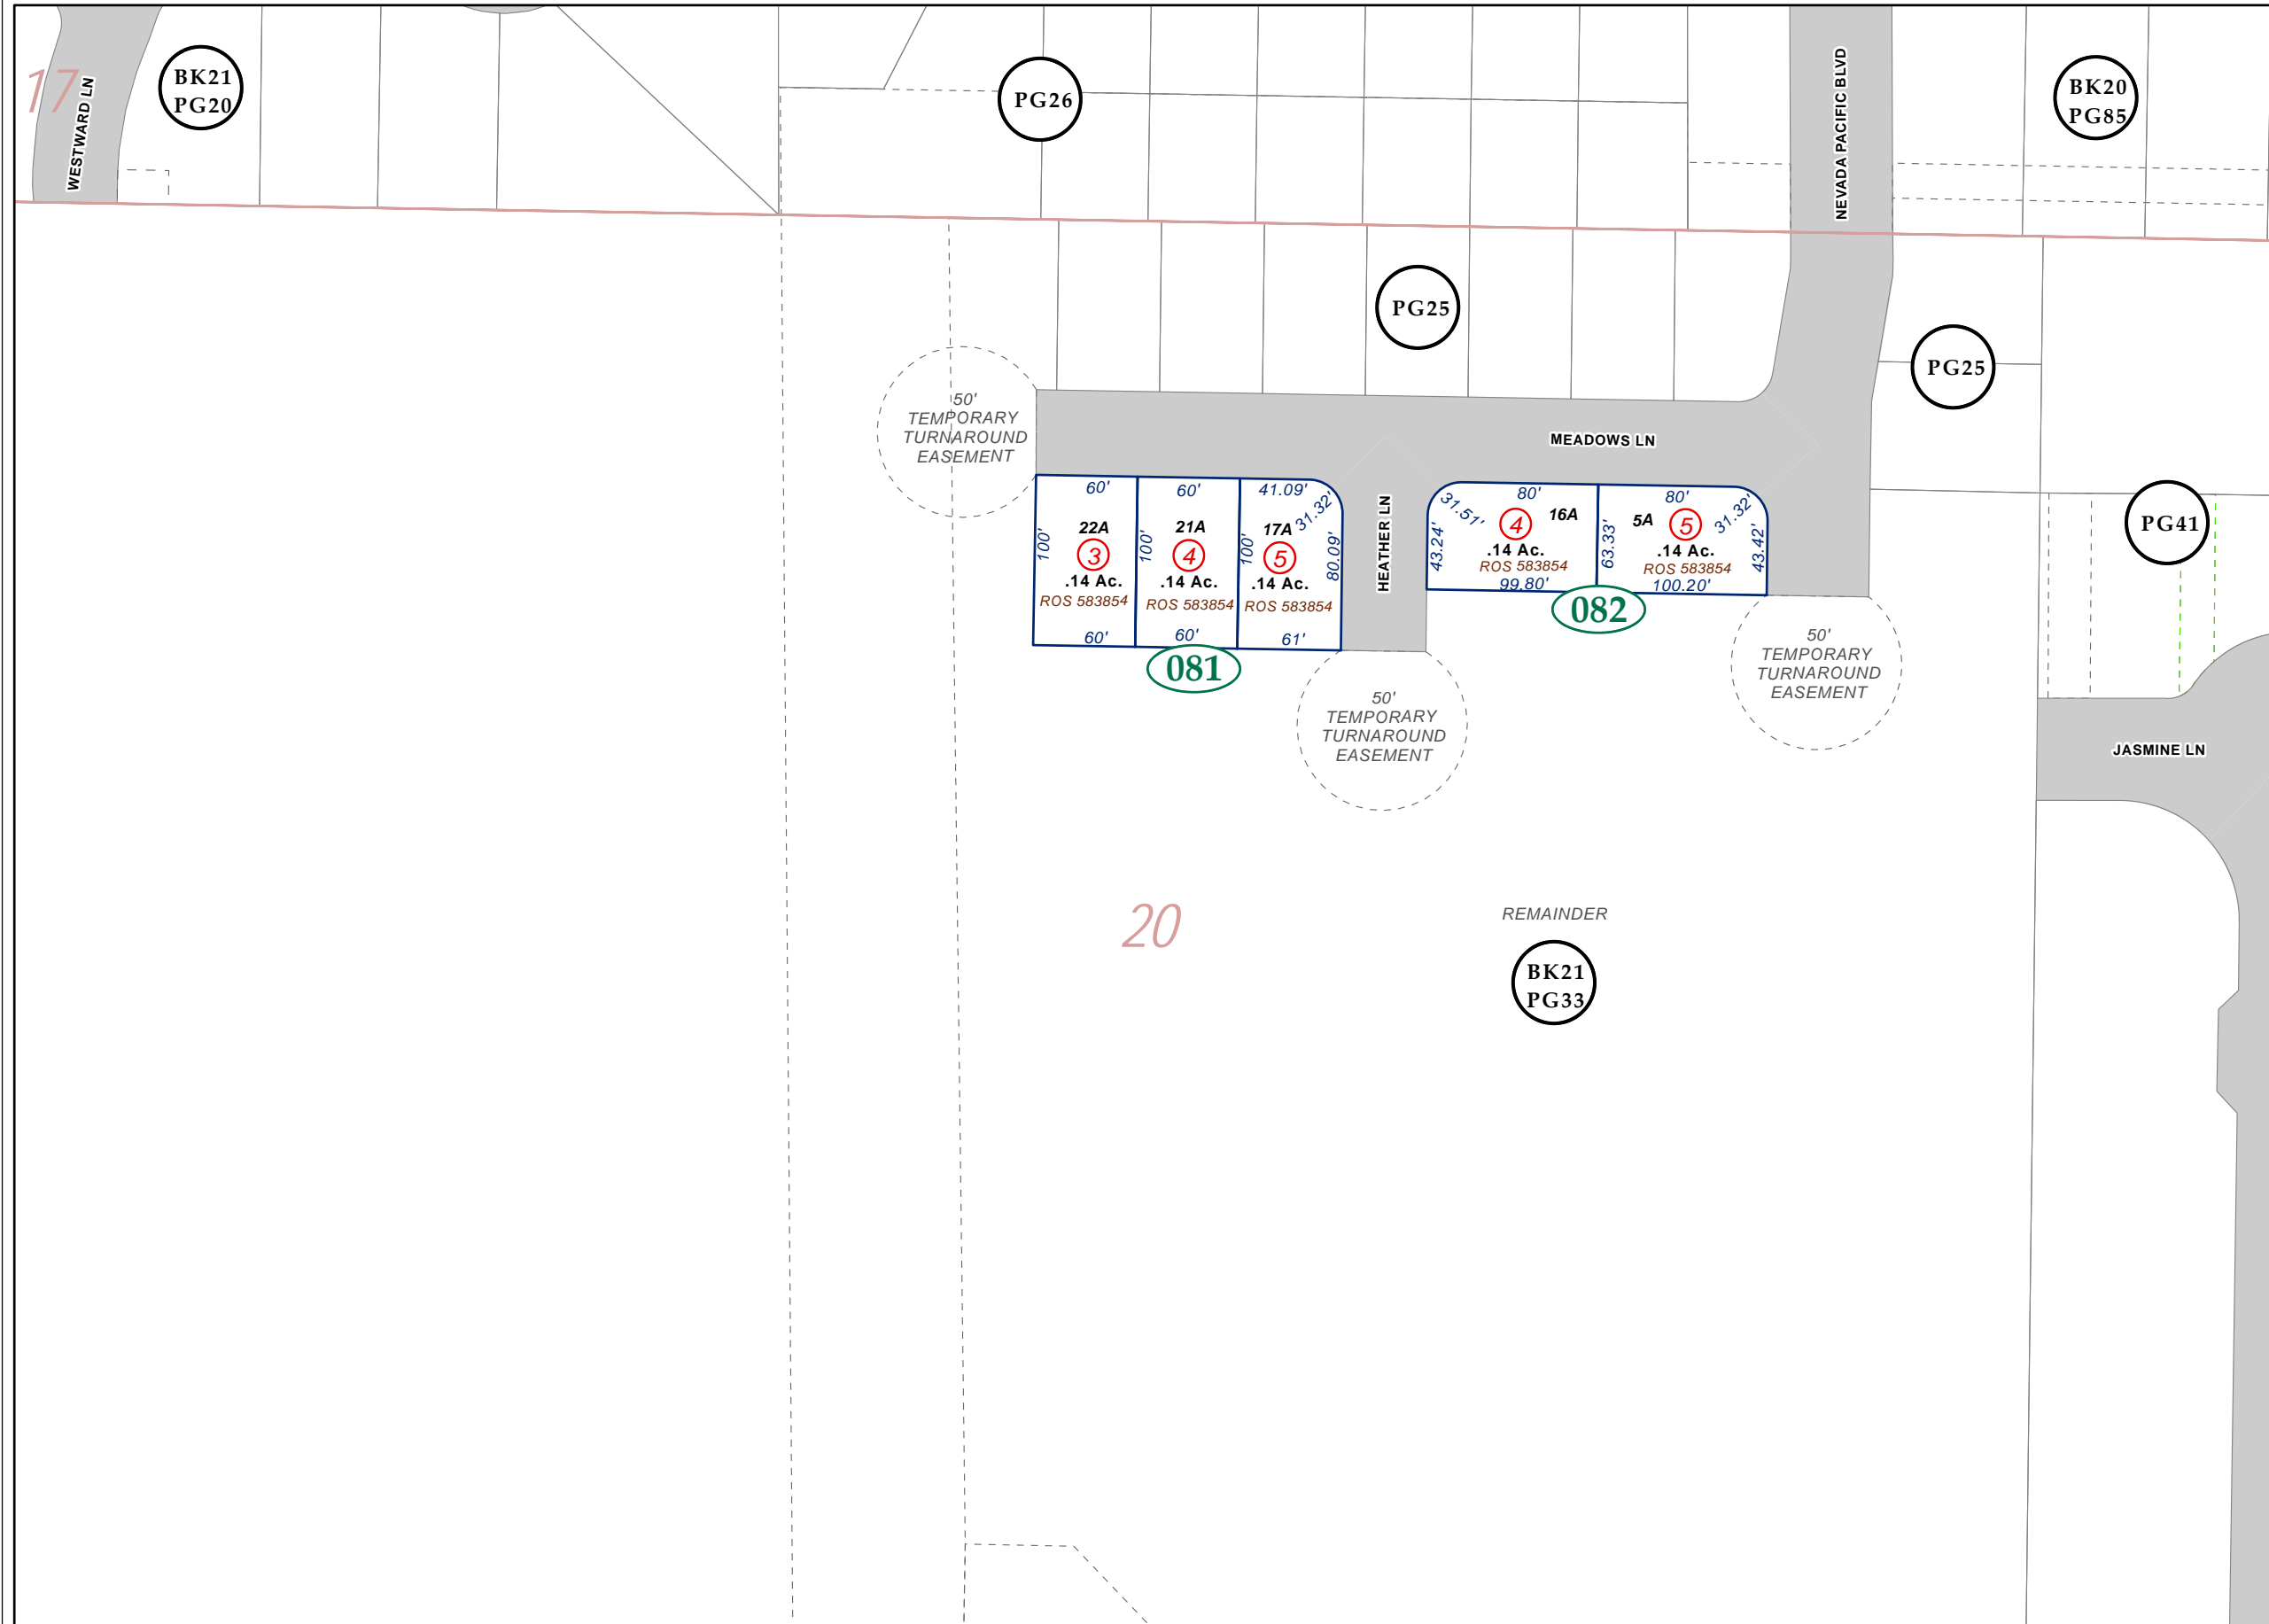 17
WESTWARD LN
BK21
PG20
PG26
NEVADA PACIFIC BLVD
BK20
PG85
PG25
PG25
50'
TEMPORARY
TURNAROUND
EASEMENT
MEADOWS LN
60'
100'
22A
3
.14 Ac.
ROS 583854
60'
60'
100'
21A
4
.14 Ac.
ROS 583854
60'
41.09'
31.32'
100'
17A
5
.14 Ac.
80.09'
ROS 583854
61'
081
HEATHER LN
80'
31.51'
43.24'
4
16A
.14 Ac.
ROS 583854
99.80'
63.33'
80'
5A
5
31.32'
.14 Ac.
43.42'
ROS 583854
100.20'
082
PG41
50'
TEMPORARY
TURNAROUND
EASEMENT
50'
TEMPORARY
TURNAROUND
EASEMENT
JASMINE LN
20
REMAINDER
BK21
PG33